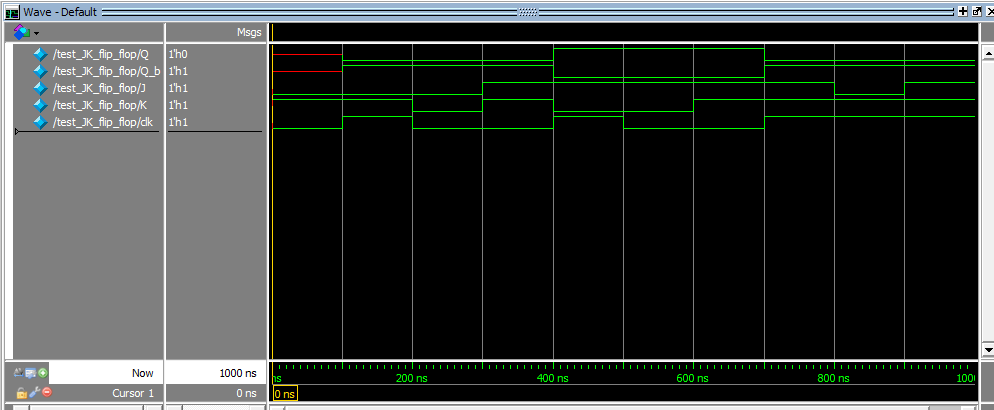 Wave - Default
Msgs
/test_JK_flip_flop/Q 1'h0
/test_JK_flip_flop/Q_b 1'h1
/test_JK_flip_flop/J 1'h1
/test_JK_flip_flop/K 1'h1
/test_JK_flip_flop/clk 1'h1
Now 1000 ns ns 200 ns 400 ns 600 ns 800 ns 100
Cursor 1 0 ns 0 ns